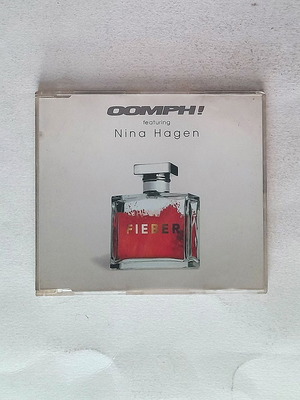 OOMPH!
featuring
Nina Hagen
FIEBER